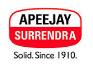 APEEJAY
SURRENDRA
Solid. Since 1910.